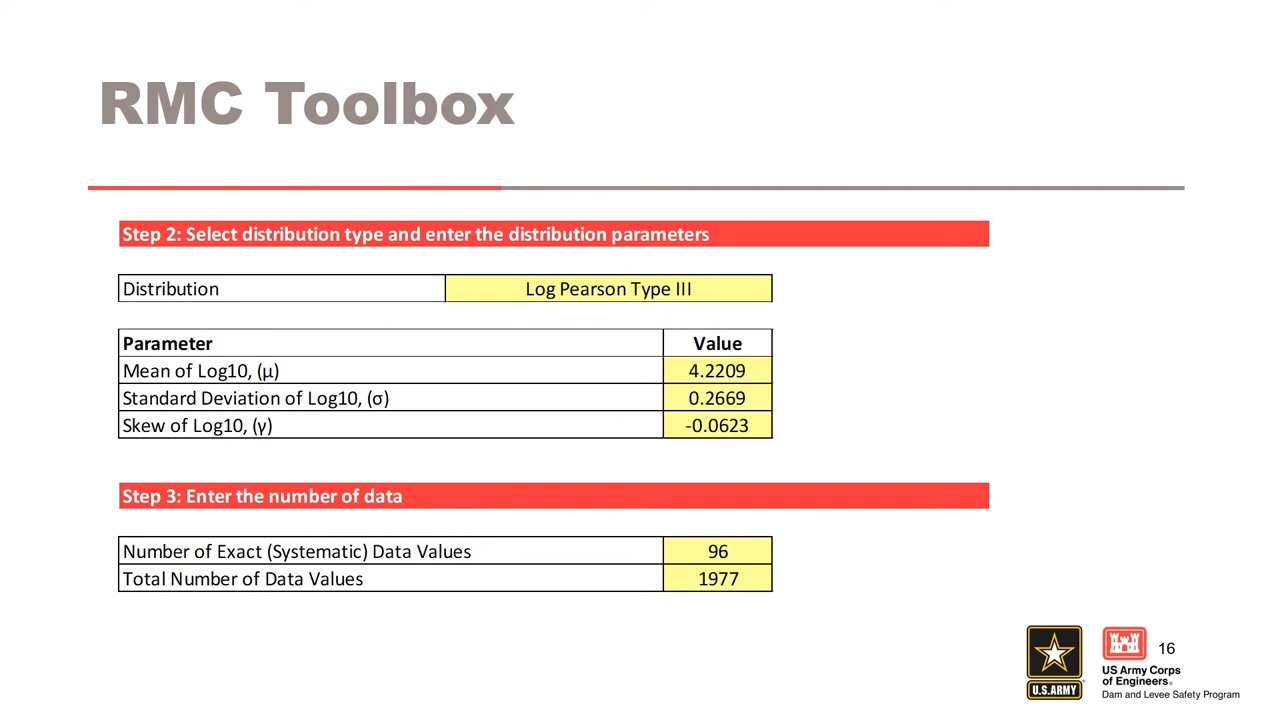 RMC Toolbox
Step 2: Select distribution type and enter the distribution parameters
Distribution Log Pearson Type III
Parameter Value
Mean of Log10, (μ) 4.2209
Standard Deviation of Log10, (σ) 0.2669
Skew of Log10, (γ) -0.0623
Step 3: Enter the number of data
Number of Exact (Systematic) Data Values 96
Total Number of Data Values 1977
U.S.ARMY
16
US Army Corps
of Engineers®
Dam and Levee Safety Program